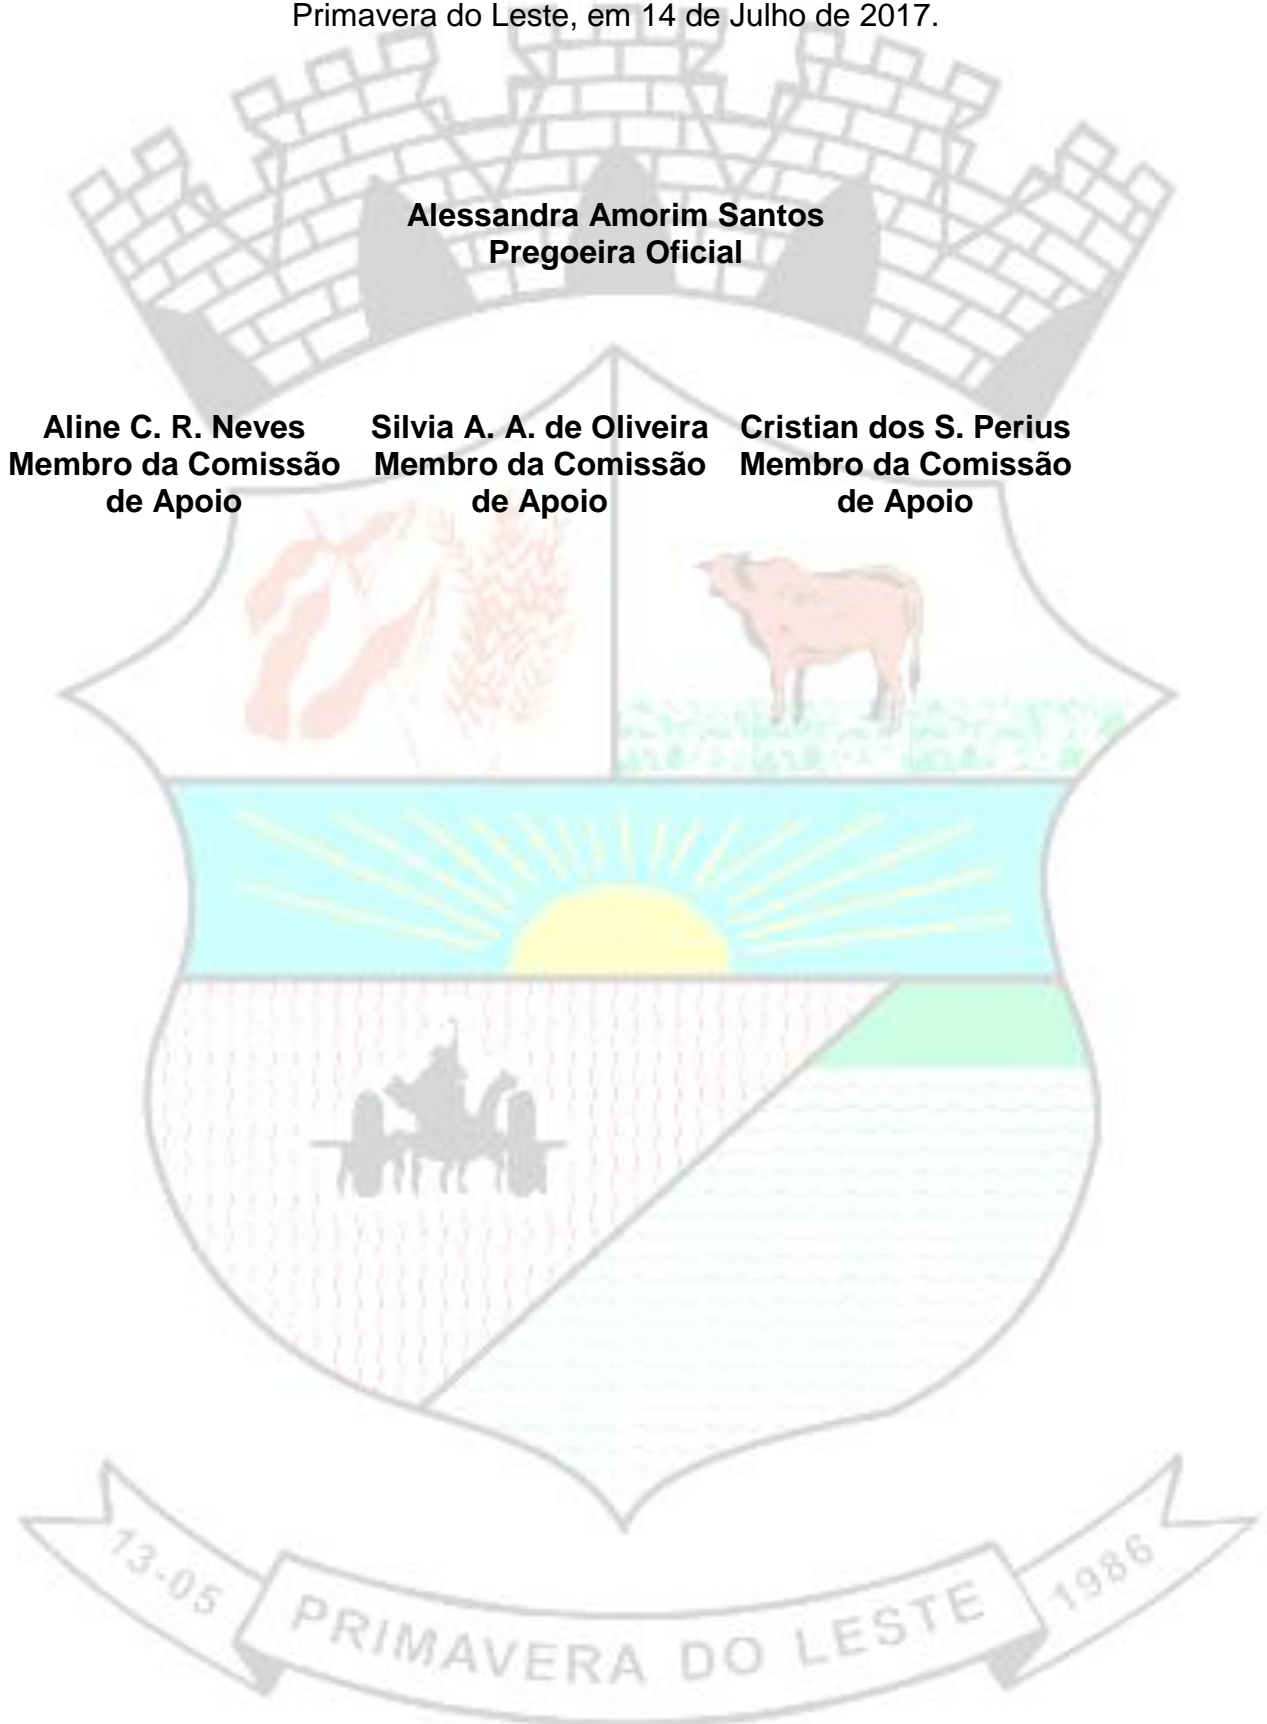 Primavera do Leste, em 14 de Julho de 2017.
Alessandra Amorim Santos
Pregoeira Oficial
Aline C. R. Neves
Membro da Comissão
de Apoio
Silvia A. A. de Oliveira
Membro da Comissão
de Apoio
Cristian dos S. Perius
Membro da Comissão
de Apoio
13-05
PRIMAVERA DO LESTE
1986